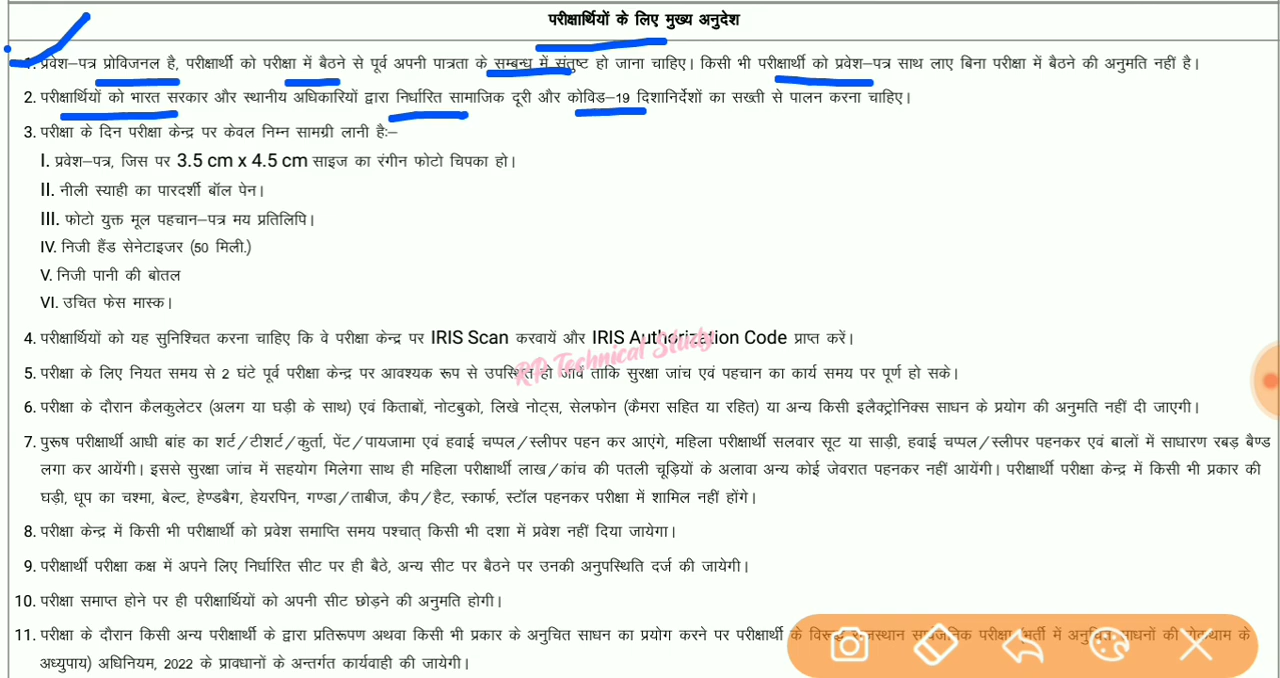 परीक्षार्थियों के लिए मुख्य अनुदेश
1. प्रवेश–पत्र प्रोविजनल है, परीक्षार्थी को परीक्षा में बैठने से पूर्व अपनी पात्रता के सम्बन्ध में संतुष्ट हो जाना चाहिए। किसी भी परीक्षार्थी को प्रवेश–पत्र साथ लाए बिना परीक्षा में बैठने की अनुमति नहीं है।
2. परीक्षार्थियों को भारत सरकार और स्थानीय अधिकारियों द्वारा निर्धारित सामाजिक दूरी और कोविड–19 दिशानिर्देशों का सख्ती से पालन करना चाहिए।
3. परीक्षा के दिन परीक्षा केन्द्र पर केवल निम्न सामग्री लानी हैः–
I. प्रवेश–पत्र, जिस पर 3.5 cm x 4.5 cm साइज का रंगीन फोटो चिपका हो।
II. नीली स्याही का पारदर्शी बॉल पेन।
III. फोटो युक्त मूल पहचान–पत्र मय प्रतिलिपि।
IV. निजी हैंड सेनेटाइजर (50 मिली.)
V. निजी पानी की बोतल
VI. उचित फेस मास्क।
4. परीक्षार्थियों को यह सुनिश्चित करना चाहिए कि वे परीक्षा केन्द्र पर IRIS Scan करवायें और IRIS Authorization Code प्राप्त करें।
RP Technical Study
5. परीक्षा के लिए नियत समय से 2 घंटे पूर्व परीक्षा केन्द्र पर आवश्यक रूप से उपस्थित हो जावें ताकि सुरक्षा जांच एवं पहचान का कार्य समय पर पूर्ण हो सके।
6. परीक्षा के दौरान कैलकुलेटर (अलग या घड़ी के साथ) एवं किताबों, नोटबुको, लिखे नोट्स, सेलफोन (कैमरा सहित या रहित) या अन्य किसी इलैक्ट्रोनिक्स साधन के प्रयोग की अनुमति नहीं दी जाएगी।
7. पुरूष परीक्षार्थी आधी बांह का शर्ट/टीशर्ट/कुर्ता, पेंट/पायजामा एवं हवाई चप्पल/स्लीपर पहन कर आएंगे, महिला परीक्षार्थी सलवार सूट या साड़ी, हवाई चप्पल/स्लीपर पहनकर एवं बालों में साधारण रबड़ बैण्ड
लगा कर आयेंगी। इससे सुरक्षा जांच में सहयोग मिलेगा साथ ही महिला परीक्षार्थी लाख/कांच की पतली चूड़ियों के अलावा अन्य कोई जेवरात पहनकर नहीं आयेंगी। परीक्षार्थी परीक्षा केन्द्र में किसी भी प्रकार की
घड़ी, धूप का चश्मा, बेल्ट, हेण्डबैग, हेयरपिन, गण्डा/ताबीज, कैप/हैट, स्कार्फ, स्टॉल पहनकर परीक्षा में शामिल नहीं होंगे।
8. परीक्षा केन्द्र में किसी भी परीक्षार्थी को प्रवेश समाप्ति समय पश्चात् किसी भी दशा में प्रवेश नहीं दिया जायेगा।
9. परीक्षार्थी परीक्षा कक्ष में अपने लिए निर्धारित सीट पर ही बैठे, अन्य सीट पर बैठने पर उनकी अनुपस्थिति दर्ज की जायेगी।
10. परीक्षा समाप्त होने पर ही परीक्षार्थियों को अपनी सीट छोड़ने की अनुमति होगी।
11. परीक्षा के दौरान किसी अन्य परीक्षार्थी के द्वारा प्रतिरूपण अथवा किसी भी प्रकार के अनुचित साधन का प्रयोग करने पर परीक्षार्थी के विरूद्ध राजस्थान सार्वजनिक परीक्षा (भर्ती में अनुचित साधनों की रोकथाम के
अध्युपाय) अधिनियम, 2022 के प्रावधानों के अन्तर्गत कार्यवाही की जायेगी।